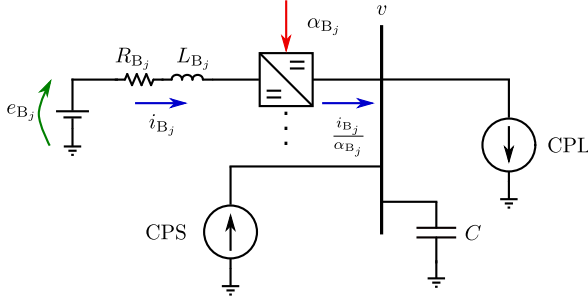 v
α_{B_j}
R_{B_j} L_{B_j}
e_{B_j}
i_{B_j}
i_{B_j}
α_{B_j}
CPL
CPS
C